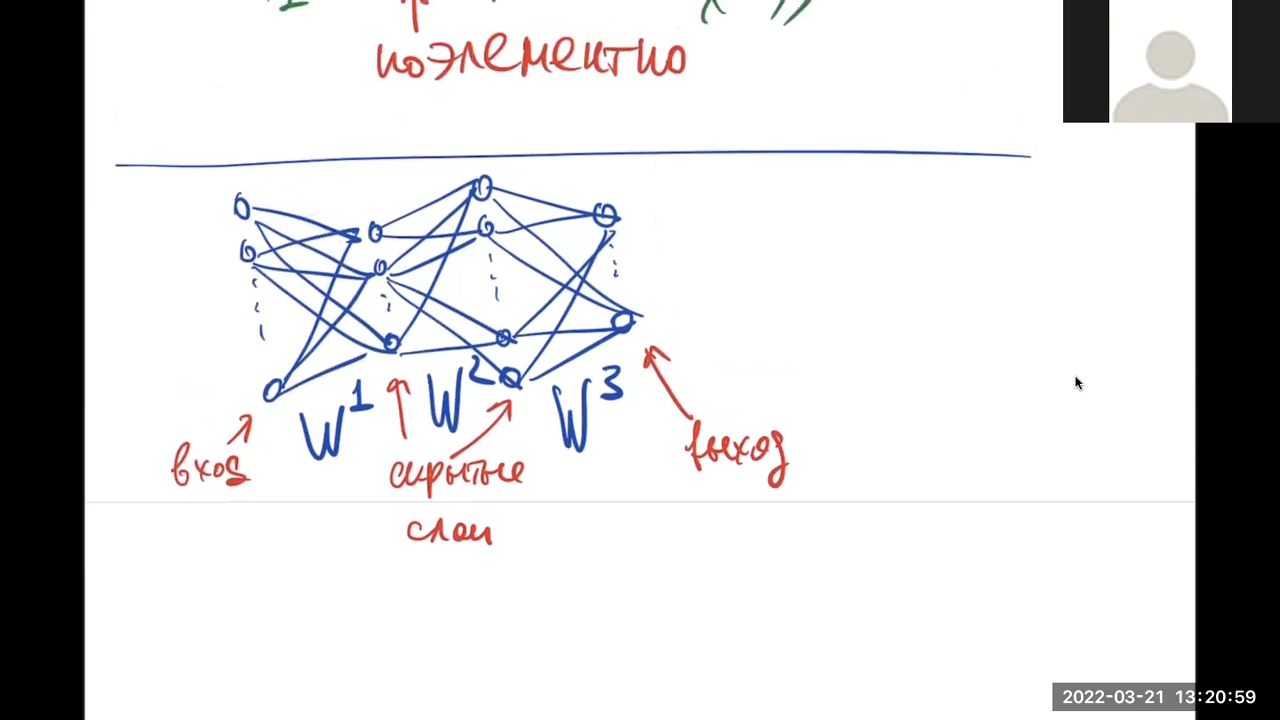 поэлементно
W¹ W² W³
вход
скрытые
слои
выход
2022-03-21 13:20:59